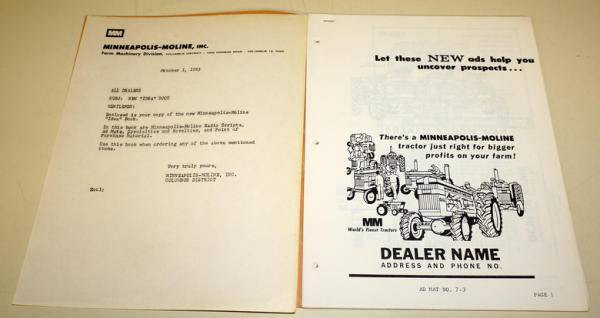 MM
MINNEAPOLIS-MOLINE, INC.
Farm Machinery Division,
October 1, 1963
ALL DEALERS
SUBJ: NEW "IDEA" BOOK
GENTLEMEN:
Enclosed is your copy of the new Minneapolis-Moline
"Idea" Book.
In this book are Minneapolis-Moline Radio Scripts,
Ad Mats, Specialties and Novelties, and Point of
Purchase Material.
Use this book when ordering any of the above mentioned
items.
Very truly yours,
MINNEAPOLIS-MOLINE, INC.
COLUMBUS DISTRICT
Encl:
Let these NEW ads help you
uncover prospects...
There's a MINNEAPOLIS-MOLINE
tractor just right for bigger
profits on your farm!
MM
World's Finest Tractors
DEALER NAME
ADDRESS AND PHONE NO.
AD MAT NO. 7-3
PAGE 1